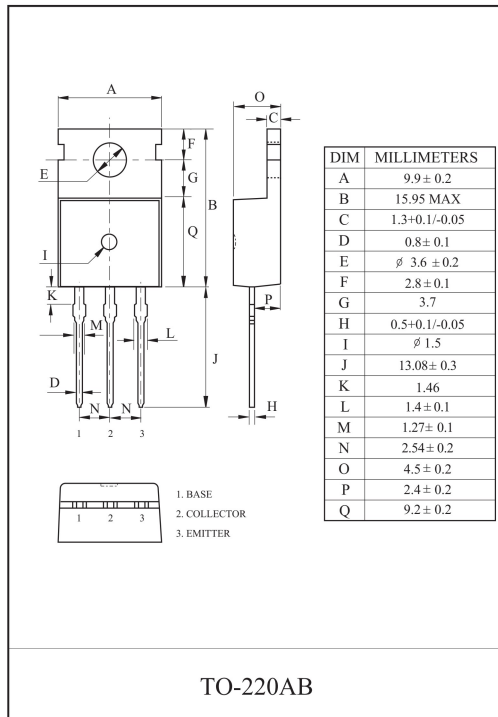 A
F
E
G
B
Q
I
K
M
L
J
D
N N
1 2 3
O
C
P
H
DIM MILLIMETERS
A 9.9± 0.2
B 15.95 MAX
C 1.3+0.1/-0.05
D 0.8± 0.1
E ∅ 3.6 ±0.2
F 2.8± 0.1
G 3.7
H 0.5+0.1/-0.05
I ∅ 1.5
J 13.08± 0.3
K 1.46
L 1.4± 0.1
M 1.27± 0.1
N 2.54± 0.2
O 4.5± 0.2
P 2.4± 0.2
Q 9.2± 0.2
1 2 3
1. BASE
2. COLLECTOR
3. EMITTER
TO-220AB